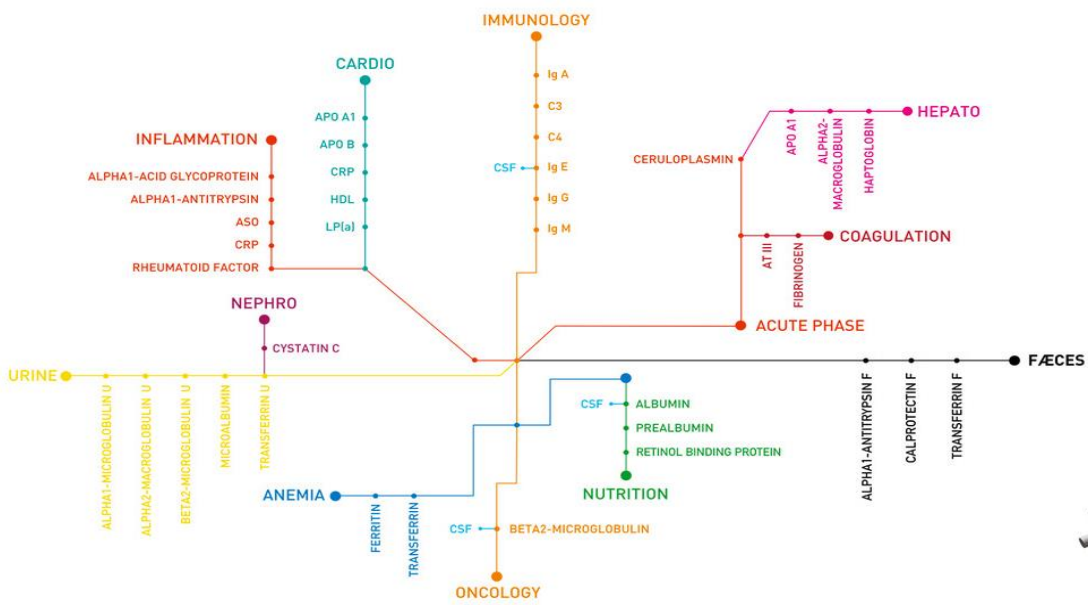 IMMUNOLOGY
Ig A
C3
C4
CSF
Ig E
Ig G
Ig M
CARDIO
APO A1
APO B
CRP
HDL
LP(a)
INFLAMMATION
ALPHA1-ACID GLYCOPROTEIN
ALPHA1-ANTITRYPSIN
ASO
CRP
RHEUMATOID FACTOR
HEPATO
APO A1
ALPHA2-
MACROGLOBULIN
HAPTOGLOBIN
CERULOPLASMIN
COAGULATION
AT III
FIBRINOGEN
ACUTE PHASE
NEPHRO
CYSTATIN C
URINE
ALPHA1-MICROGLOBULIN U
ALPHA2-MACROGLOBULIN U
BETA2-MICROGLOBULIN U
MICROALBUMIN
TRANSFERRIN U
FÆCES
ALPHA1-ANTITRYPSIN F
CALPROTECTIN F
TRANSFERRIN F
CSF
ALBUMIN
PREALBUMIN
RETINOL BINDING PROTEIN
NUTRITION
ANEMIA
FERRITIN
TRANSFERRIN
CSF
BETA2-MICROGLOBULIN
ONCOLOGY